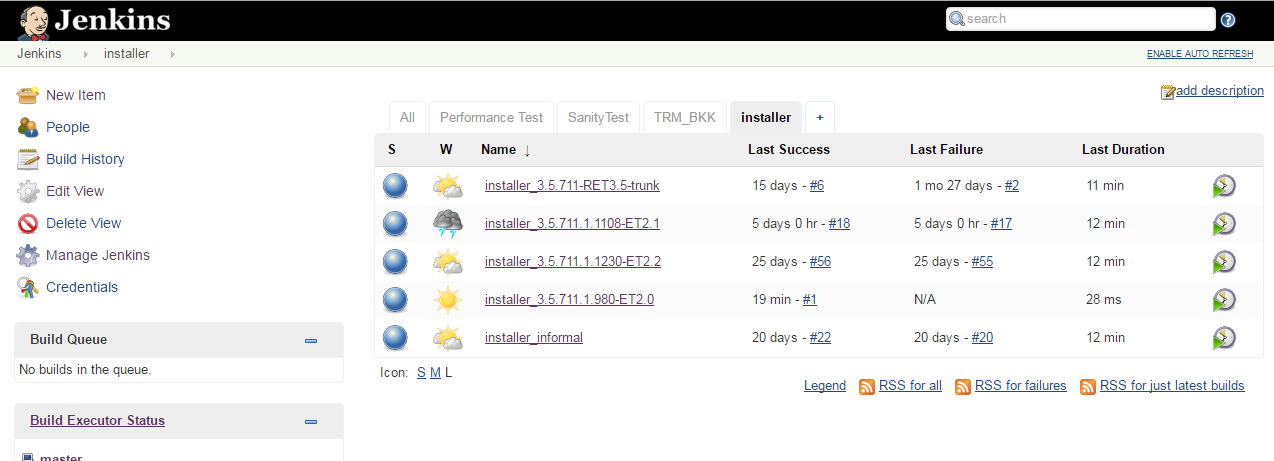 Jenkins
search
Jenkins installer
ENABLE AUTO REFRESH
New Item
People
Build History
Edit View
Delete View
Manage Jenkins
Credentials
Build Queue
No builds in the queue.
Build Executor Status
master
add description
All Performance Test SanityTest TRM_BKK installer +
S W Name ↓ Last Success Last Failure Last Duration
installer_3.5.711-RET3.5-trunk 15 days - #6 1 mo 27 days - #2 11 min
installer_3.5.711.1.1108-ET2.1 5 days 0 hr - #18 5 days 0 hr - #17 12 min
installer_3.5.711.1.1230-ET2.2 25 days - #56 25 days - #55 12 min
installer_3.5.711.1.980-ET2.0 19 min - #1 N/A 28 ms
installer_informal 20 days - #22 20 days - #20 12 min
Icon: S M L
Legend RSS for all RSS for failures RSS for just latest builds